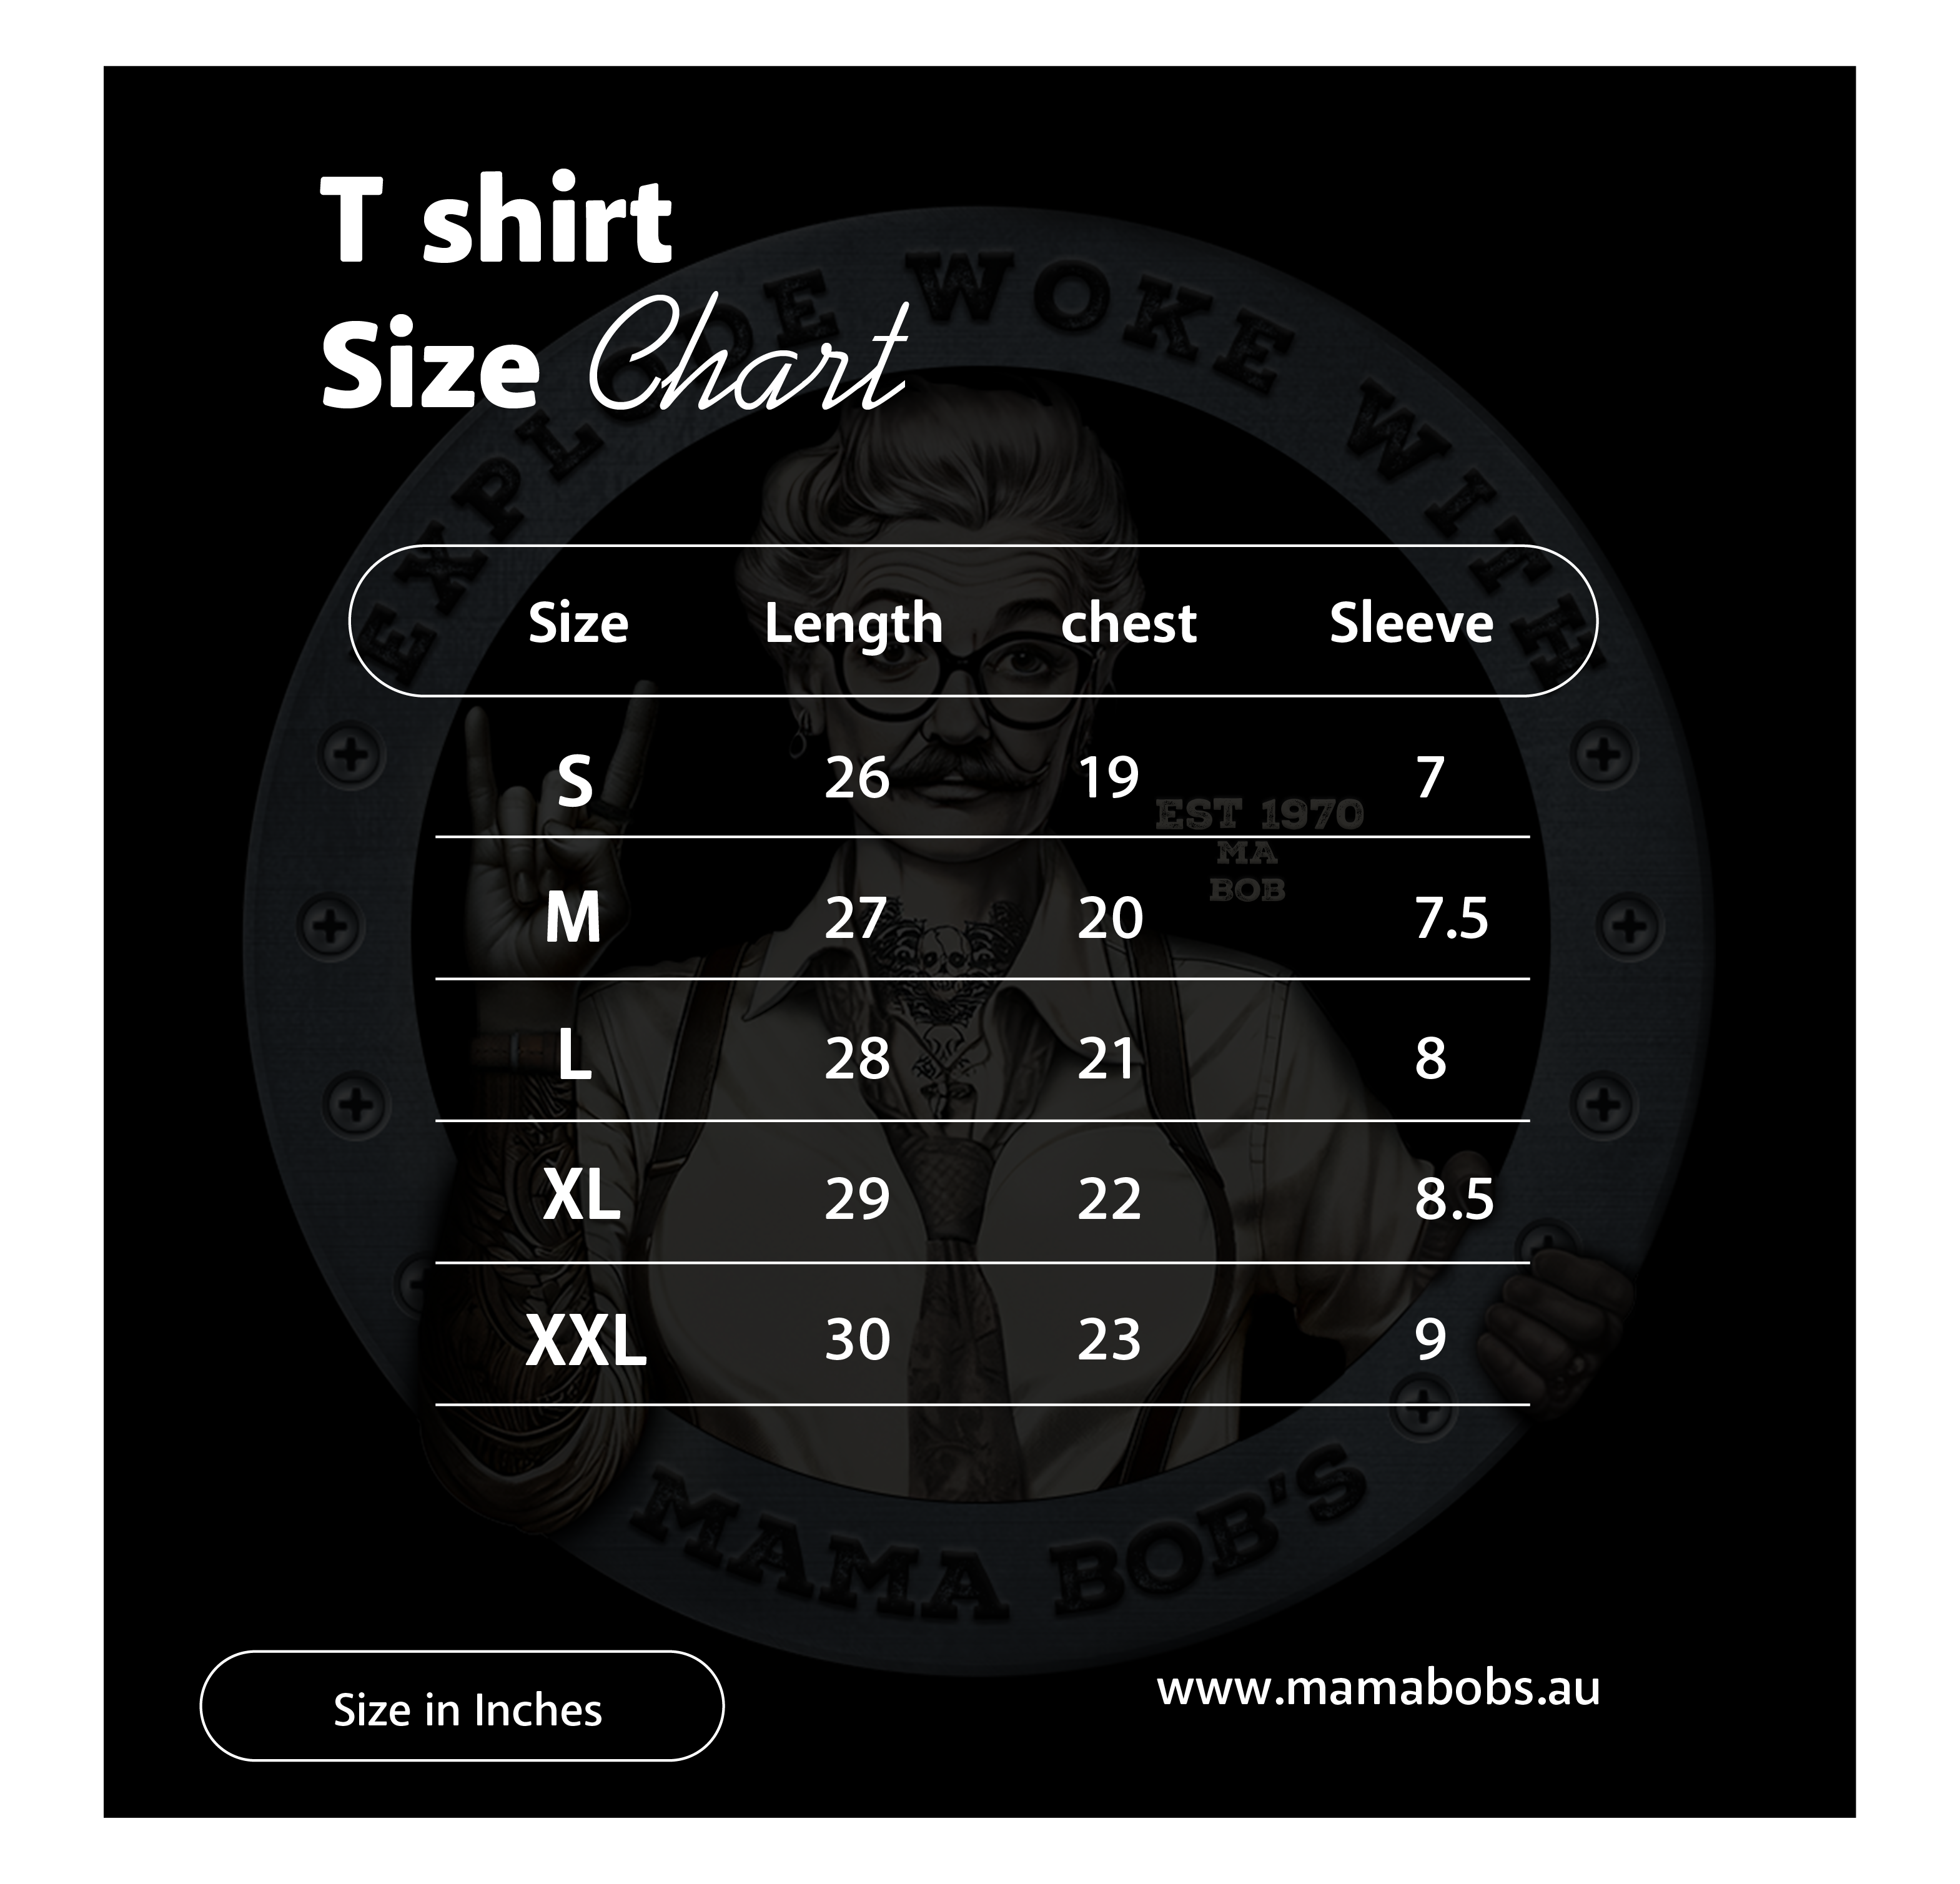 T shirt
Size Chart
EXPLODE WOKE WITH
Size Length chest Sleeve
S 26 19 7
EST 1970
MA
BOB
M 27 20 7.5
L 28 21 8
XL 29 22 8.5
XXL 30 23 9
MAMA BOB'S
Size in Inches
www.mamabobs.au